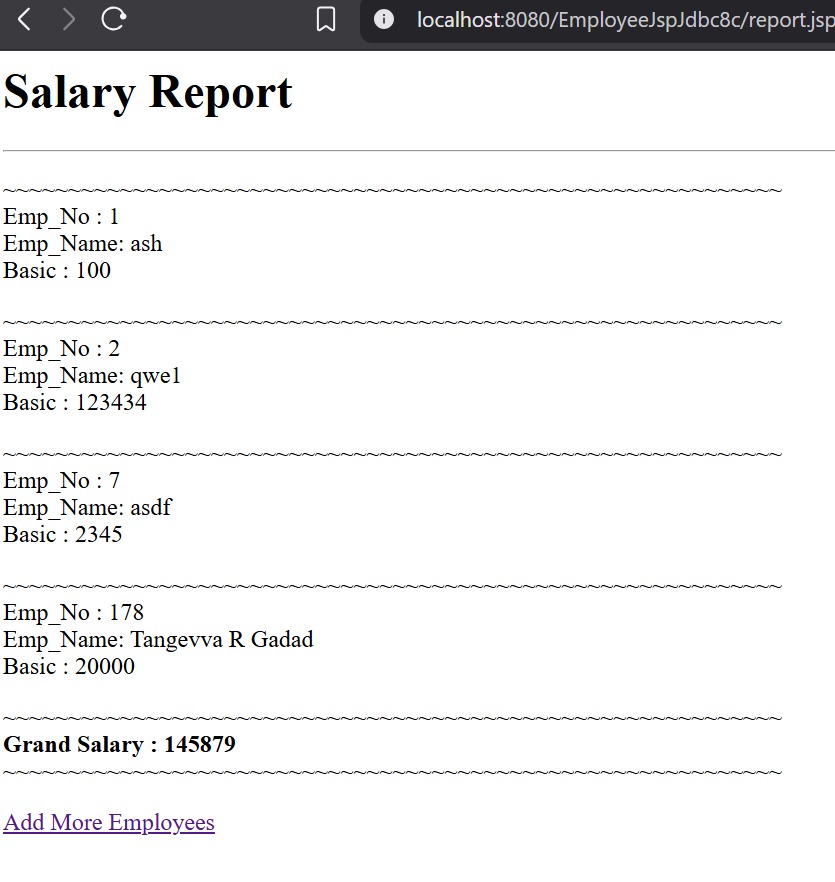 localhost:8080/EmployeeJspJdbc8c/report.jsp
Salary Report
~~~~~~~~~~~~~~~~~~~~~~~~~~~~~~~~~~~~~~~~~~~~~~~~~~~~~~~~~~~~
Emp_No : 1
Emp_Name: ash
Basic : 100
~~~~~~~~~~~~~~~~~~~~~~~~~~~~~~~~~~~~~~~~~~~~~~~~~~~~~~~~~~~~
Emp_No : 2
Emp_Name: qwe1
Basic : 123434
~~~~~~~~~~~~~~~~~~~~~~~~~~~~~~~~~~~~~~~~~~~~~~~~~~~~~~~~~~~~
Emp_No : 7
Emp_Name: asdf
Basic : 2345
~~~~~~~~~~~~~~~~~~~~~~~~~~~~~~~~~~~~~~~~~~~~~~~~~~~~~~~~~~~~
Emp_No : 178
Emp_Name: Tangevva R Gadad
Basic : 20000
~~~~~~~~~~~~~~~~~~~~~~~~~~~~~~~~~~~~~~~~~~~~~~~~~~~~~~~~~~~~
Grand Salary : 145879
~~~~~~~~~~~~~~~~~~~~~~~~~~~~~~~~~~~~~~~~~~~~~~~~~~~~~~~~~~~~
Add More Employees